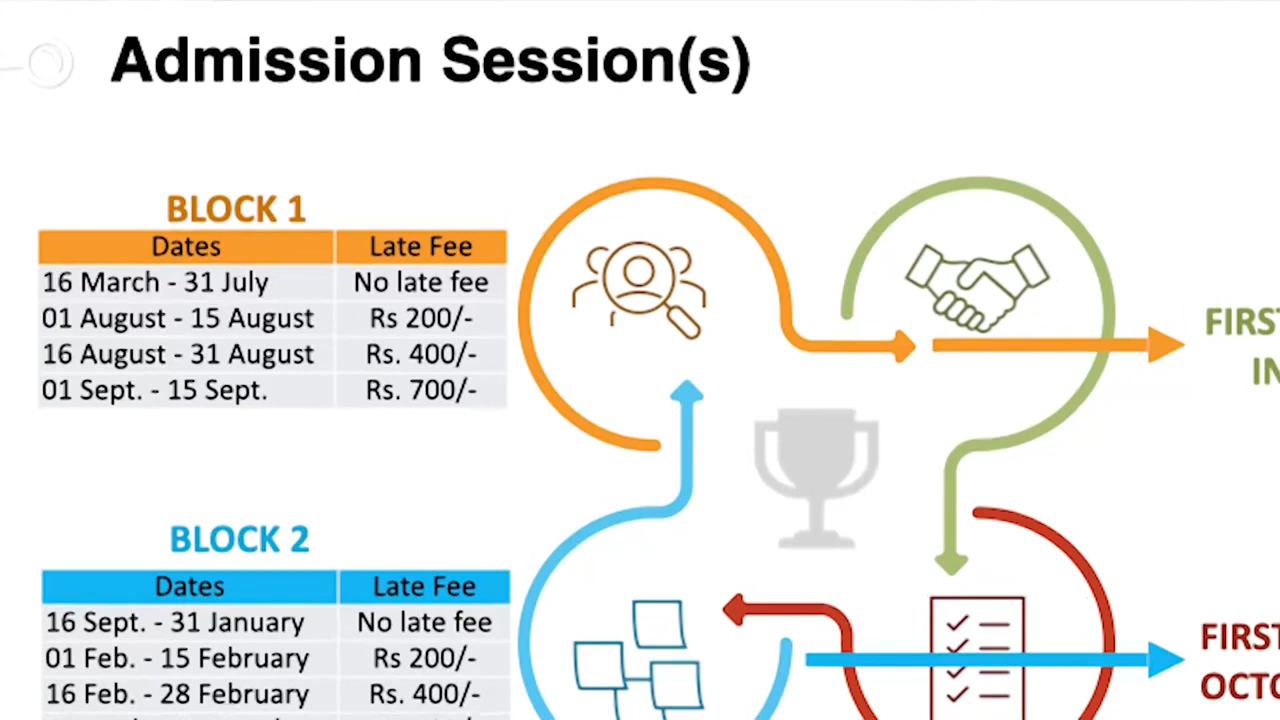 Admission Session(s)
BLOCK 1
Dates Late Fee
16 March - 31 July No late fee
01 August - 15 August Rs 200/-
16 August - 31 August Rs. 400/-
01 Sept. - 15 Sept. Rs. 700/-
FIRST
IN
BLOCK 2
Dates Late Fee
16 Sept. - 31 January No late fee
01 Feb. - 15 February Rs 200/-
16 Feb. - 28 February Rs. 400/-
FIRST
OCTO